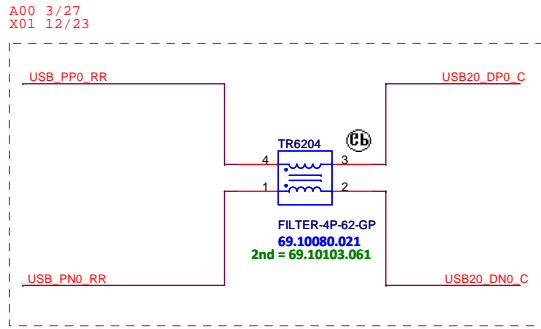 A00 3/27
X01 12/23
USB_PP0_RR
USB20_DP0_C
TR6204
Cb
4
3
1
2
FILTER-4P-62-GP
69.10080.021
2nd = 69.10103.061
USB_PN0_RR
USB20_DN0_C